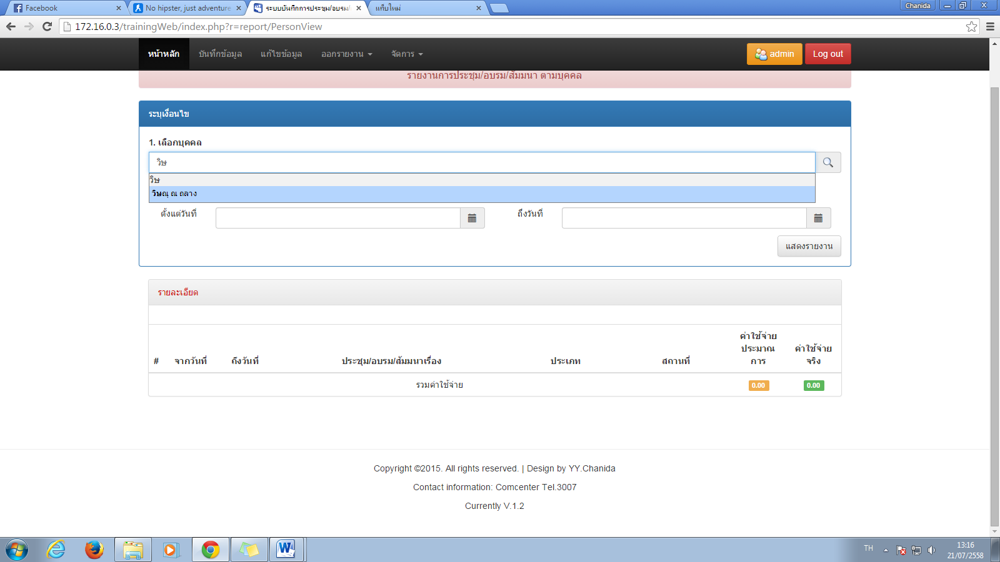 Facebook
No hipster, just adventure
ระบบบันทึกการประชุม/อบรม/
แท็บใหม่
Chanida
172.16.0.3/trainingWeb/index.php?r=report/PersonView
หน้าหลัก
บันทึกข้อมูล
แก้ไขข้อมูล
ออกรายงาน
จัดการ
admin
Log out
รายงานการประชุม/อบรม/สัมมนา ตามบุคคล
ระบุเงื่อนไข
1. เลือกบุคคล
วิษ
วิษ
วิษณุ ณ ถลาง
ตั้งแต่วันที่
ถึงวันที่
แสดงรายงาน
รายละเอียด
# จากวันที่ ถึงวันที่ ประชุม/อบรม/สัมมนาเรื่อง ประเภท สถานที่ ค่าใช้จ่ายประมาณการ ค่าใช้จ่ายจริง
รวมค่าใช้จ่าย 0.00 0.00
Copyright ©2015. All rights reserved. | Design by YY.Chanida
Contact information: Comcenter Tel.3007
Currently V.1.2
TH
13:16
21/07/2558